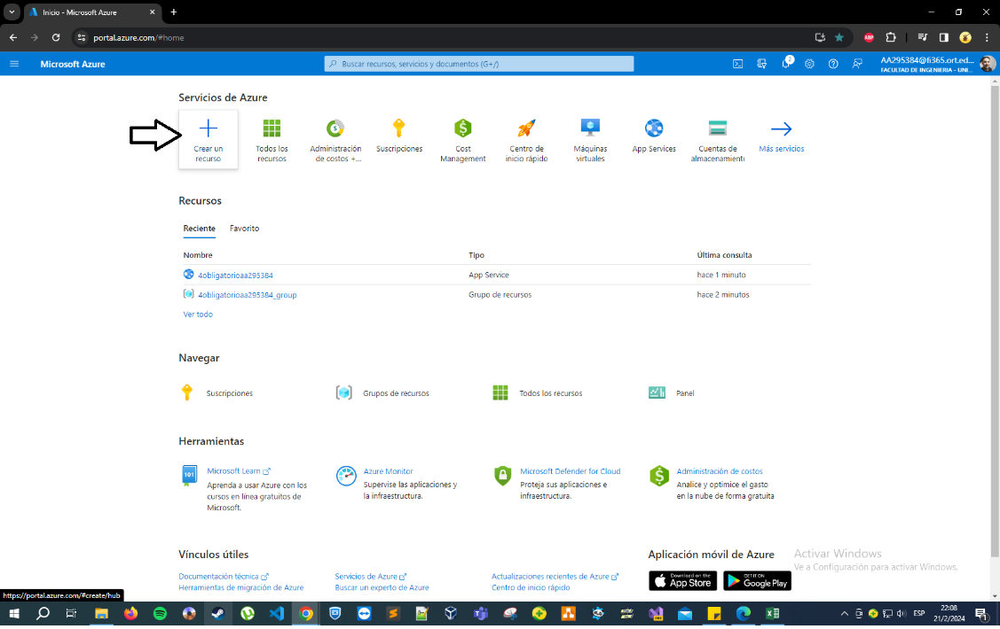 Inicio - Microsoft Azure
portal.azure.com/#home
ABP
Microsoft Azure
Buscar recursos, servicios y documentos (G+/)
2
AA295384@fi365.ort.ed...
FACULTAD DE INGENIERIA - UNI...
Servicios de Azure
Crear un recurso
Todos los recursos
Administración de costos +...
Suscripciones
Cost Management
Centro de inicio rápido
Máquinas virtuales
App Services
Cuentas de almacenamiento
Más servicios
Recursos
Reciente Favorito
Nombre Tipo Última consulta
4obligatorioaa295384 App Service hace 1 minuto
4obligatorioaa295384_group Grupo de recursos hace 2 minutos
Ver todo
Navegar
Suscripciones Grupos de recursos Todos los recursos Panel
Herramientas
101
Microsoft Learn
Aprenda a usar Azure con los
cursos en línea gratuitos de
Microsoft.
Azure Monitor
Supervise las aplicaciones y
la infraestructura.
Microsoft Defender for Cloud
Proteja sus aplicaciones e
infraestructura.
Administración de costos
Analice y optimice el gasto
en la nube de forma gratuita
Vínculos útiles
Documentación técnica
Herramientas de migración de Azure
Servicios de Azure
Buscar un experto de Azure
Actualizaciones recientes de Azure
Centro de inicio rápido
Aplicación móvil de Azure
Download on the
App Store
GET IT ON
Google Play
Activar Windows
Ve a Configuración para activar Windows.
https://portal.azure.com/#create/hub
ESP
22:08
21/2/2024
1